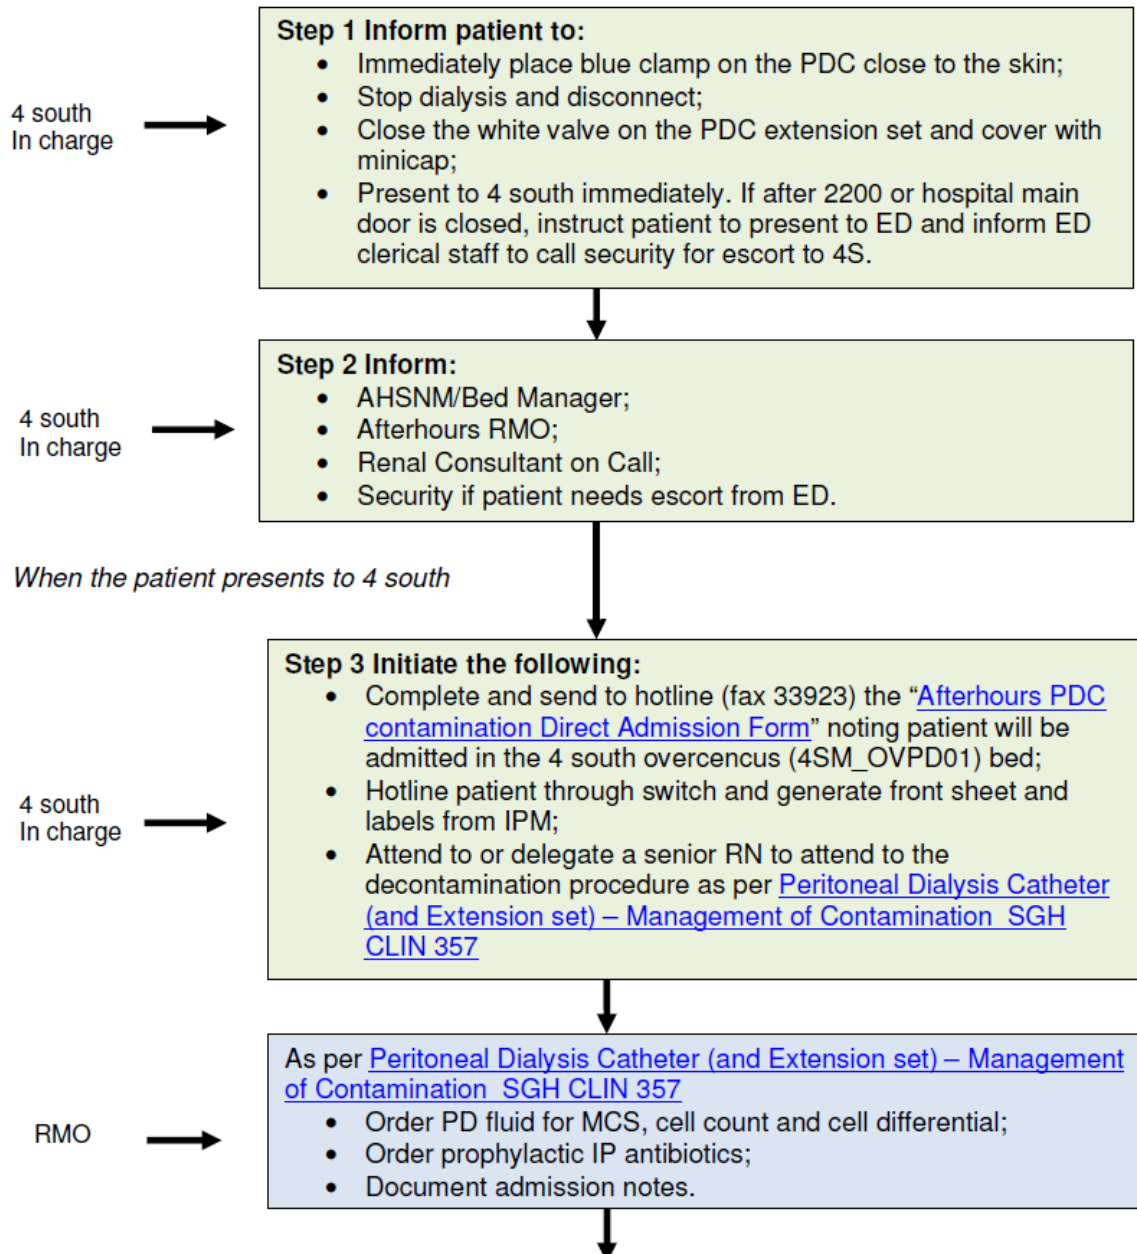 Step 1 Inform patient to:
• Immediately place blue clamp on the PDC close to the skin;
• Stop dialysis and disconnect;
• Close the white valve on the PDC extension set and cover with
minicap;
• Present to 4 south immediately. If after 2200 or hospital main
door is closed, instruct patient to present to ED and inform ED
clerical staff to call security for escort to 4S.
4 south
In charge
Step 2 Inform:
• AHSNM/Bed Manager;
• Afterhours RMO;
• Renal Consultant on Call;
• Security if patient needs escort from ED.
4 south
In charge
When the patient presents to 4 south
Step 3 Initiate the following:
• Complete and send to hotline (fax 33923) the “Afterhours PDC
contamination Direct Admission Form” noting patient will be
admitted in the 4 south overcencus (4SM_OVPD01) bed;
• Hotline patient through switch and generate front sheet and
labels from IPM;
• Attend to or delegate a senior RN to attend to the
decontamination procedure as per Peritoneal Dialysis Catheter
(and Extension set) – Management of Contamination SGH
CLIN 357
4 south
In charge
As per Peritoneal Dialysis Catheter (and Extension set) – Management
of Contamination SGH CLIN 357
• Order PD fluid for MCS, cell count and cell differential;
• Order prophylactic IP antibiotics;
• Document admission notes.
RMO